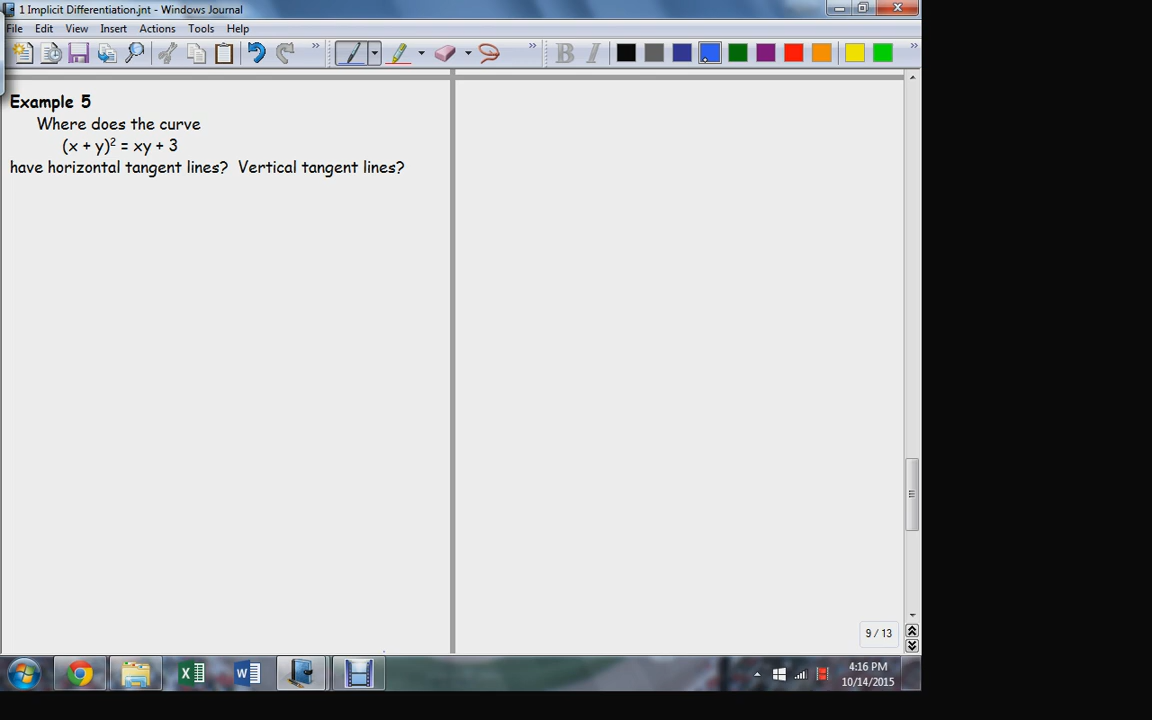 1 Implicit Differentiation.jnt - Windows Journal
File Edit View Insert Actions Tools Help
» » B I »
Example 5
Where does the curve
(x + y)² = xy + 3
have horizontal tangent lines? Vertical tangent lines?
9 / 13
4:16 PM
10/14/2015